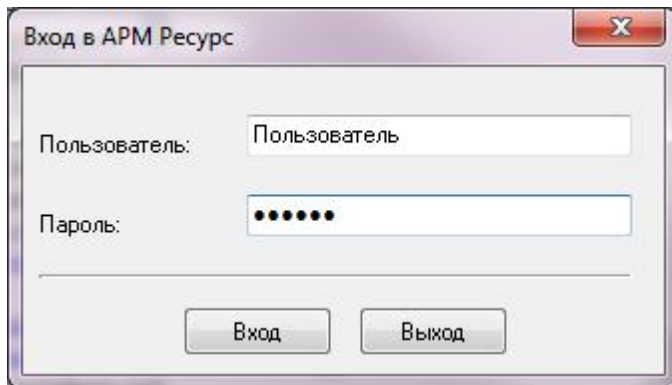 Вход в АРМ Ресурс
Пользователь: Пользователь
Пароль: ••••••
Вход Выход